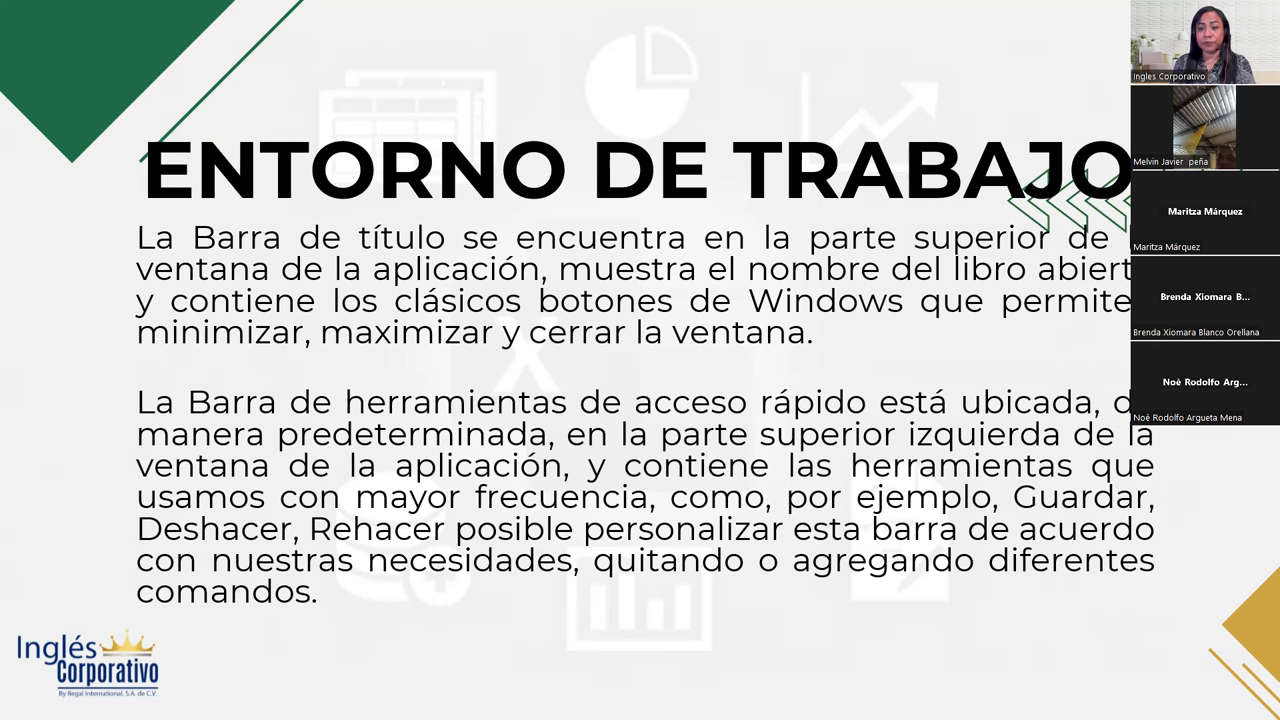 ENTORNO DE TRABAJO
La Barra de título se encuentra en la parte superior de
ventana de la aplicación, muestra el nombre del libro abiert
y contiene los clásicos botones de Windows que permite
minimizar, maximizar y cerrar la ventana.
La Barra de herramientas de acceso rápido está ubicada, d
manera predeterminada, en la parte superior izquierda de la
ventana de la aplicación, y contiene las herramientas que
usamos con mayor frecuencia, como, por ejemplo, Guardar,
Deshacer, Rehacer posible personalizar esta barra de acuerdo
con nuestras necesidades, quitando o agregando diferentes
comandos.
Inglés
Corporativo
By Regal International, S.A. de C.V.
Ingles Corporativo
Melvin Javier peña
Maritza Márquez
Maritza Márquez
Brenda Xiomara B...
Brenda Xiomara Blanco Orellana
Noè Rodolfo Arg...
Noè Rodolfo Argueta Mena